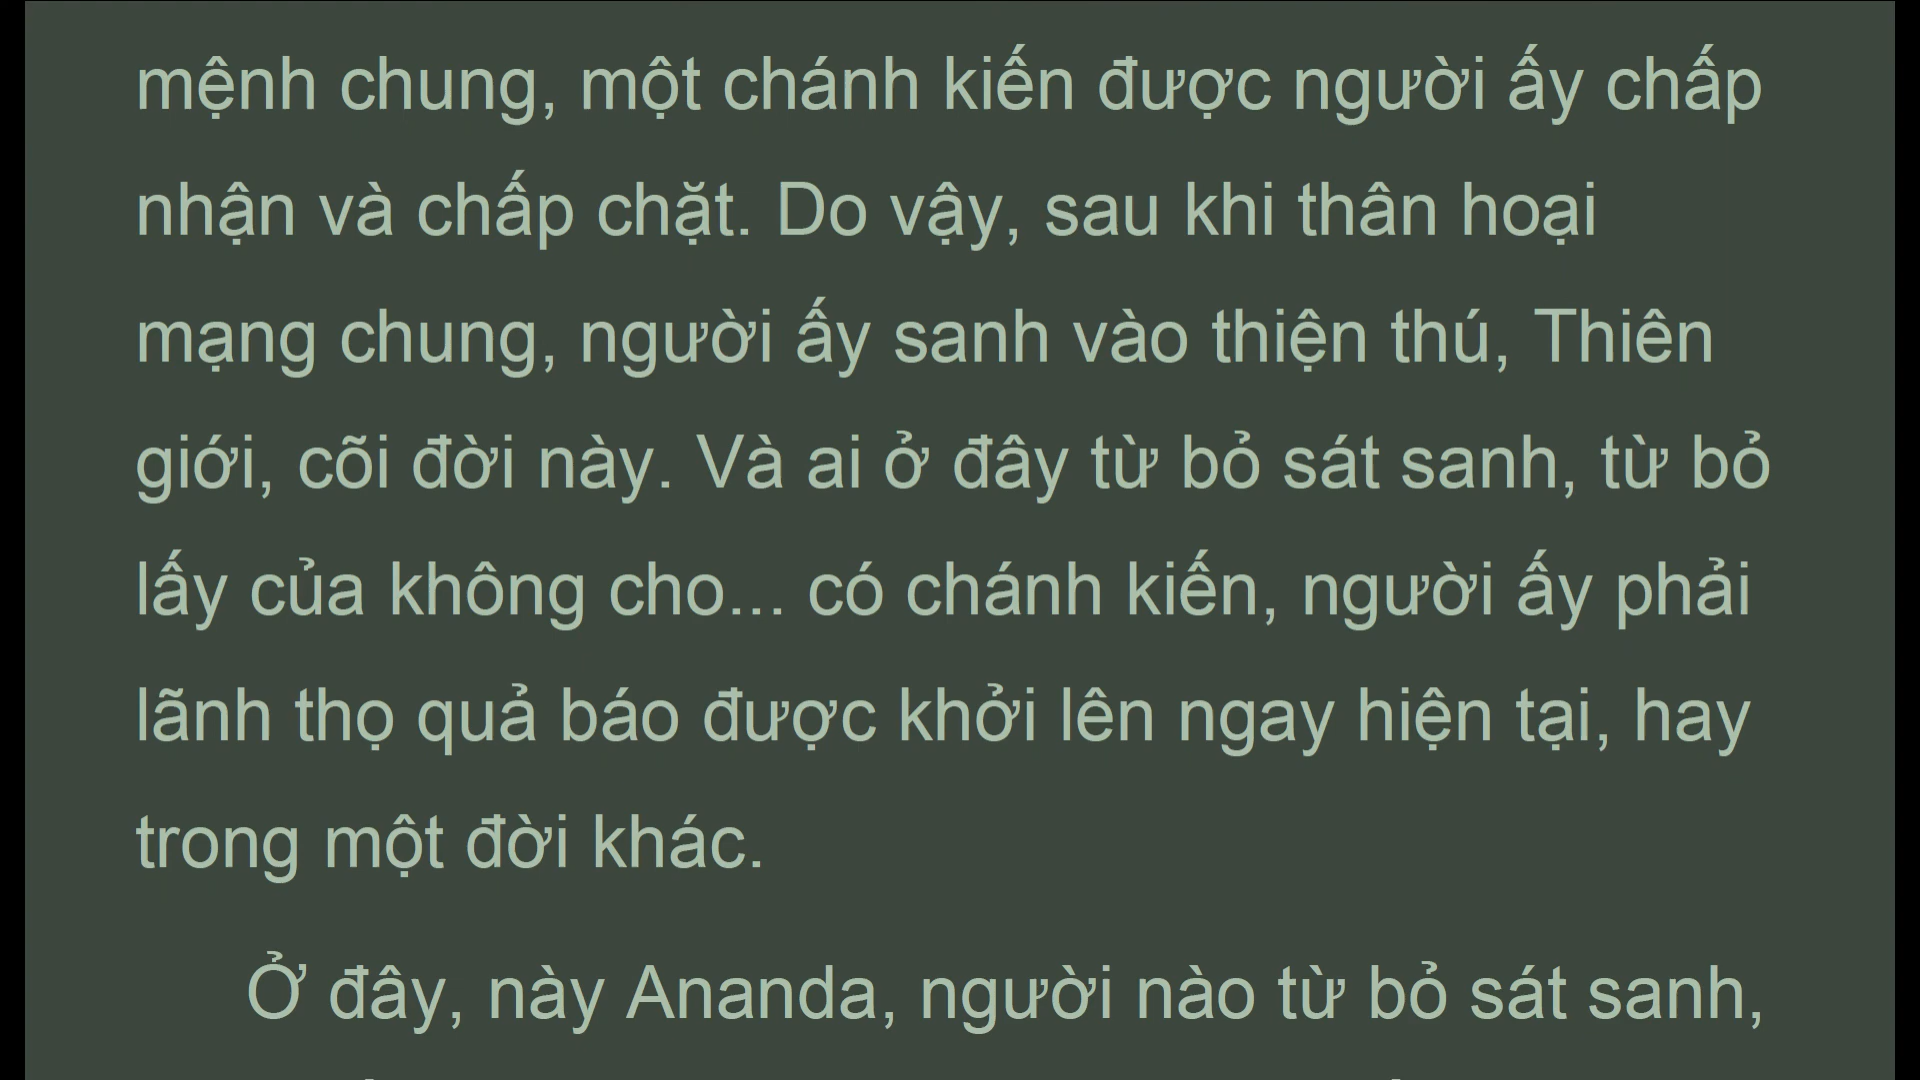 mệnh chung, một chánh kiến được người ấy chấp
nhận và chấp chặt. Do vậy, sau khi thân hoại
mạng chung, người ấy sanh vào thiện thú, Thiên
giới, cõi đời này. Và ai ở đây từ bỏ sát sanh, từ bỏ
lấy của không cho... có chánh kiến, người ấy phải
lãnh thọ quả báo được khởi lên ngay hiện tại, hay
trong một đời khác.
Ở đây, này Ananda, người nào từ bỏ sát sanh,